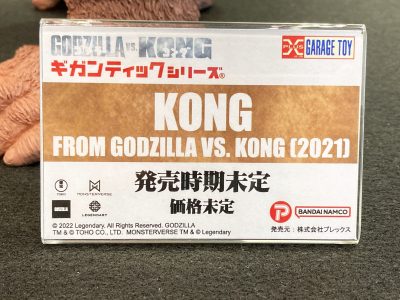 GODZILLA VS. KONG
ギガンティックシリーズ®
GARAGE TOY
KONG
FROM GODZILLA VS. KONG (2021)
発売時期未定
価格未定
TOHO
MONSTERVERSE
GODZILLA
LEGENDARY
BANDAI NAMCO
© 2022 Legendary. All Rights Reserved. GODZILLA
TM & © TOHO CO., LTD. MONSTERVERSE TM & © Legendary
発売元：株式会社プレックス